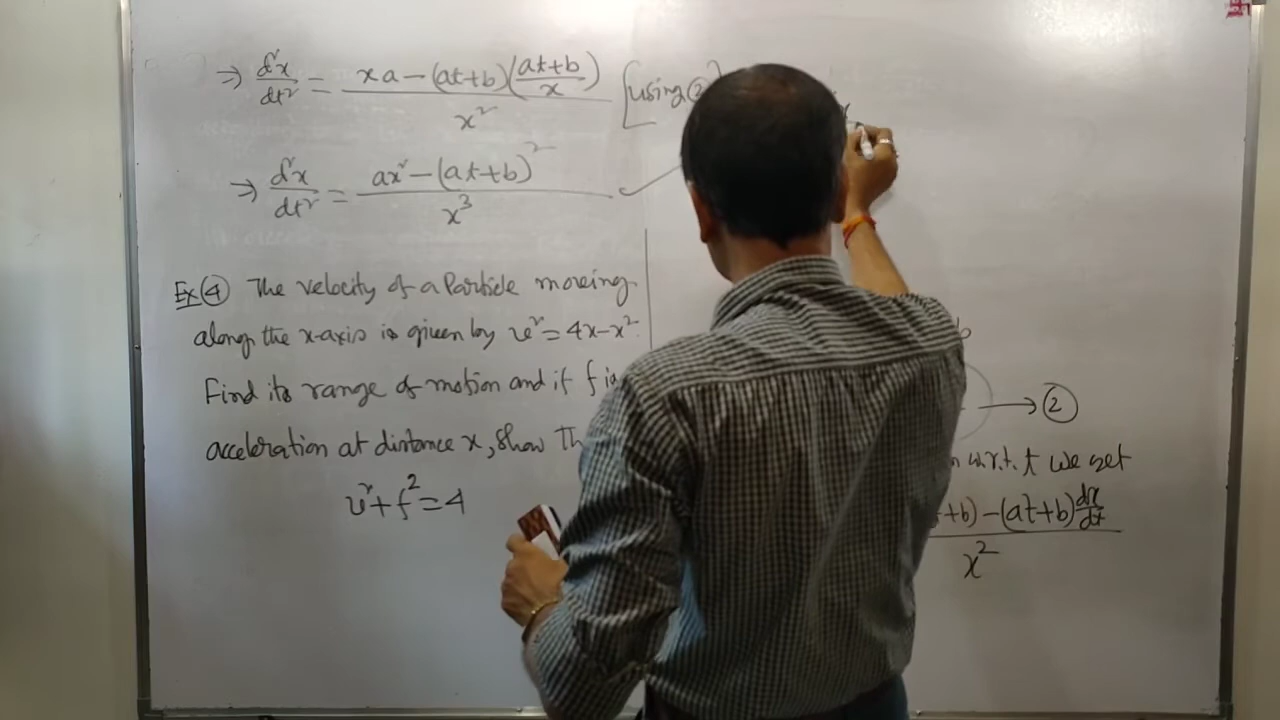 ⇒ d²x/dt² = (xa − (at+b)((at+b)/x))/x² [using ②
⇒ d²x/dt² = (ax² − (at+b)²)/x³
Ex④ The velocity of a Particle moveing
along the x-axis is given by v² = 4x − x².
Find its range of motion and if f is
acceleration at distance x, show Th
v² + f² = 4
b
→ ②
w.r.t. t we get
+b) − (at+b) dx/dt
x²